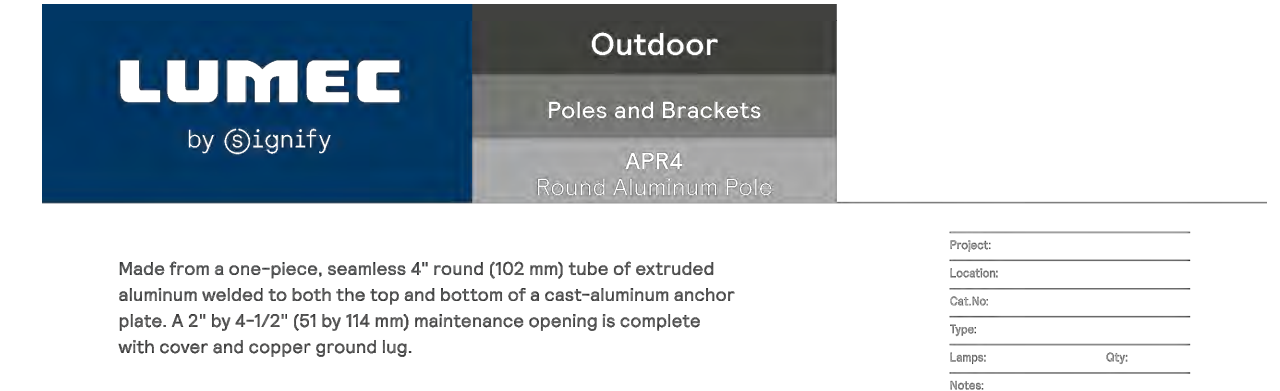 LUMEC
by Signify
Outdoor
Poles and Brackets
APR4
Round Aluminum Pole
Made from a one-piece, seamless 4" round (102 mm) tube of extruded
aluminum welded to both the top and bottom of a cast-aluminum anchor
plate. A 2" by 4-1/2" (51 by 114 mm) maintenance opening is complete
with cover and copper ground lug.
Project:
Location:
Cat.No:
Type:
Lamps: Qty:
Notes: